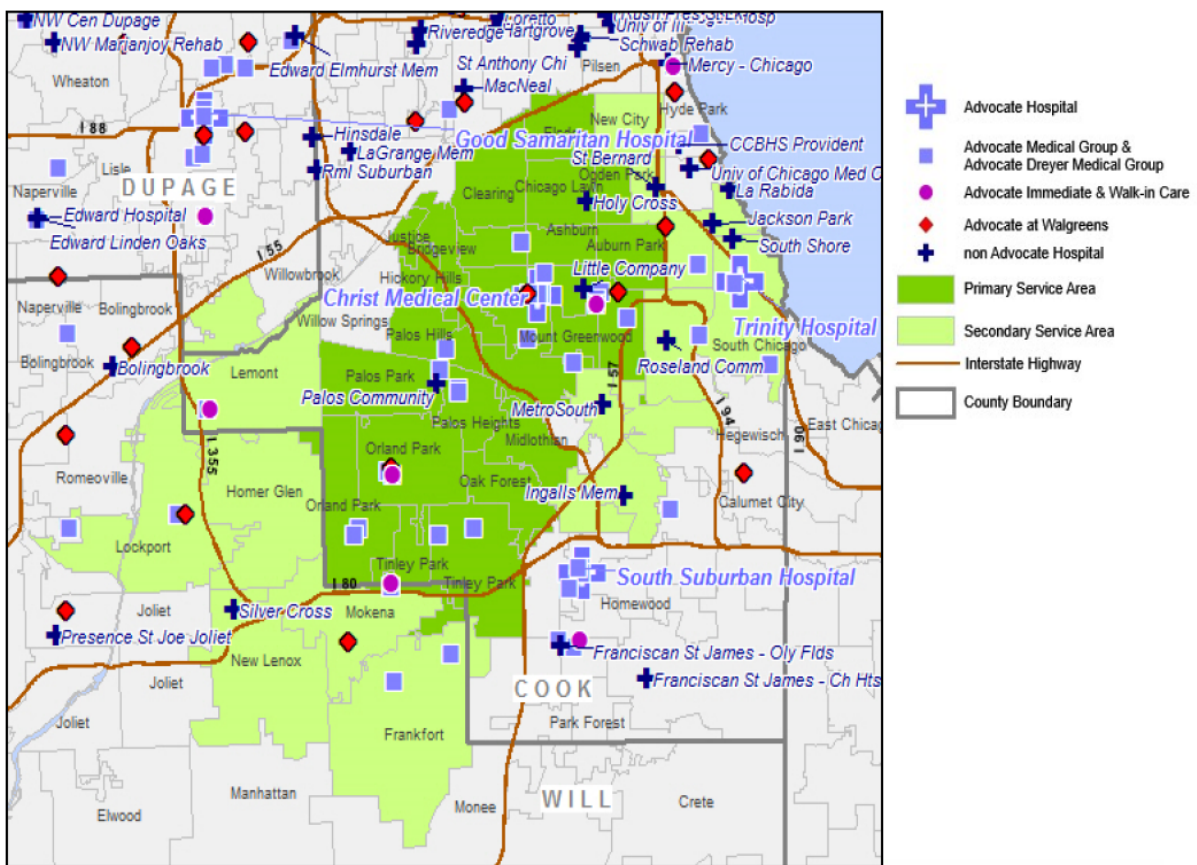 NW Cen Dupage
NW Marianjoy Rehab
Wheaton
Edward Elmhurst Mem
Riveredge
Hartgrove
Loretto
Univ of Ill
Schwab Rehab
Pilsen
St Anthony Chi
MacNeal
Mercy - Chicago
Hyde Park
New City
I 88
Hinsdale
LaGrange Mem
Rml Suburban
Good Samaritan Hospital
CCBHS Provident
St Bernard
Ogden Park
Univ of Chicago Med C
La Rabida
Lisle
Naperville
DUPAGE
Clearing
Chicago Lawn
Holy Cross
Edward Hospital
Edward Linden Oaks
Jackson Park
South Shore
Ashburn
Auburn Park
Justice
Bridgeview
I 55
Willowbrook
Hickory Hills
Little Company
Naperville
Bolingbrook
Christ Medical Center
Willow Springs
Palos Hills
Mount Greenwood
Trinity Hospital
South Chicago
Bolingbrook
Bolingbrook
Lemont
Palos Park
Palos Community
Roseland Comm
I 57
MetroSouth
Palos Heights
Midlothian
I 94
Hegewisch
I 90
East Chicag
I 355
Orland Park
Romeoville
Homer Glen
Oak Forest
Orland Park
Ingalls Mem
Calumet City
Lockport
Tinley Park
Tinley Park
I 80
South Suburban Hospital
Homewood
Joliet
Silver Cross
Mokena
Presence St Joe Joliet
New Lenox
Franciscan St James - Oly Flds
Franciscan St James - Ch Hts
Joliet
COOK
Joliet
Park Forest
Frankfort
Manhattan
Elwood
Monee
WILL
Crete
Advocate Hospital
Advocate Medical Group &
Advocate Dreyer Medical Group
Advocate Immediate & Walk-in Care
Advocate at Walgreens
non Advocate Hospital
Primary Service Area
Secondary Service Area
Interstate Highway
County Boundary